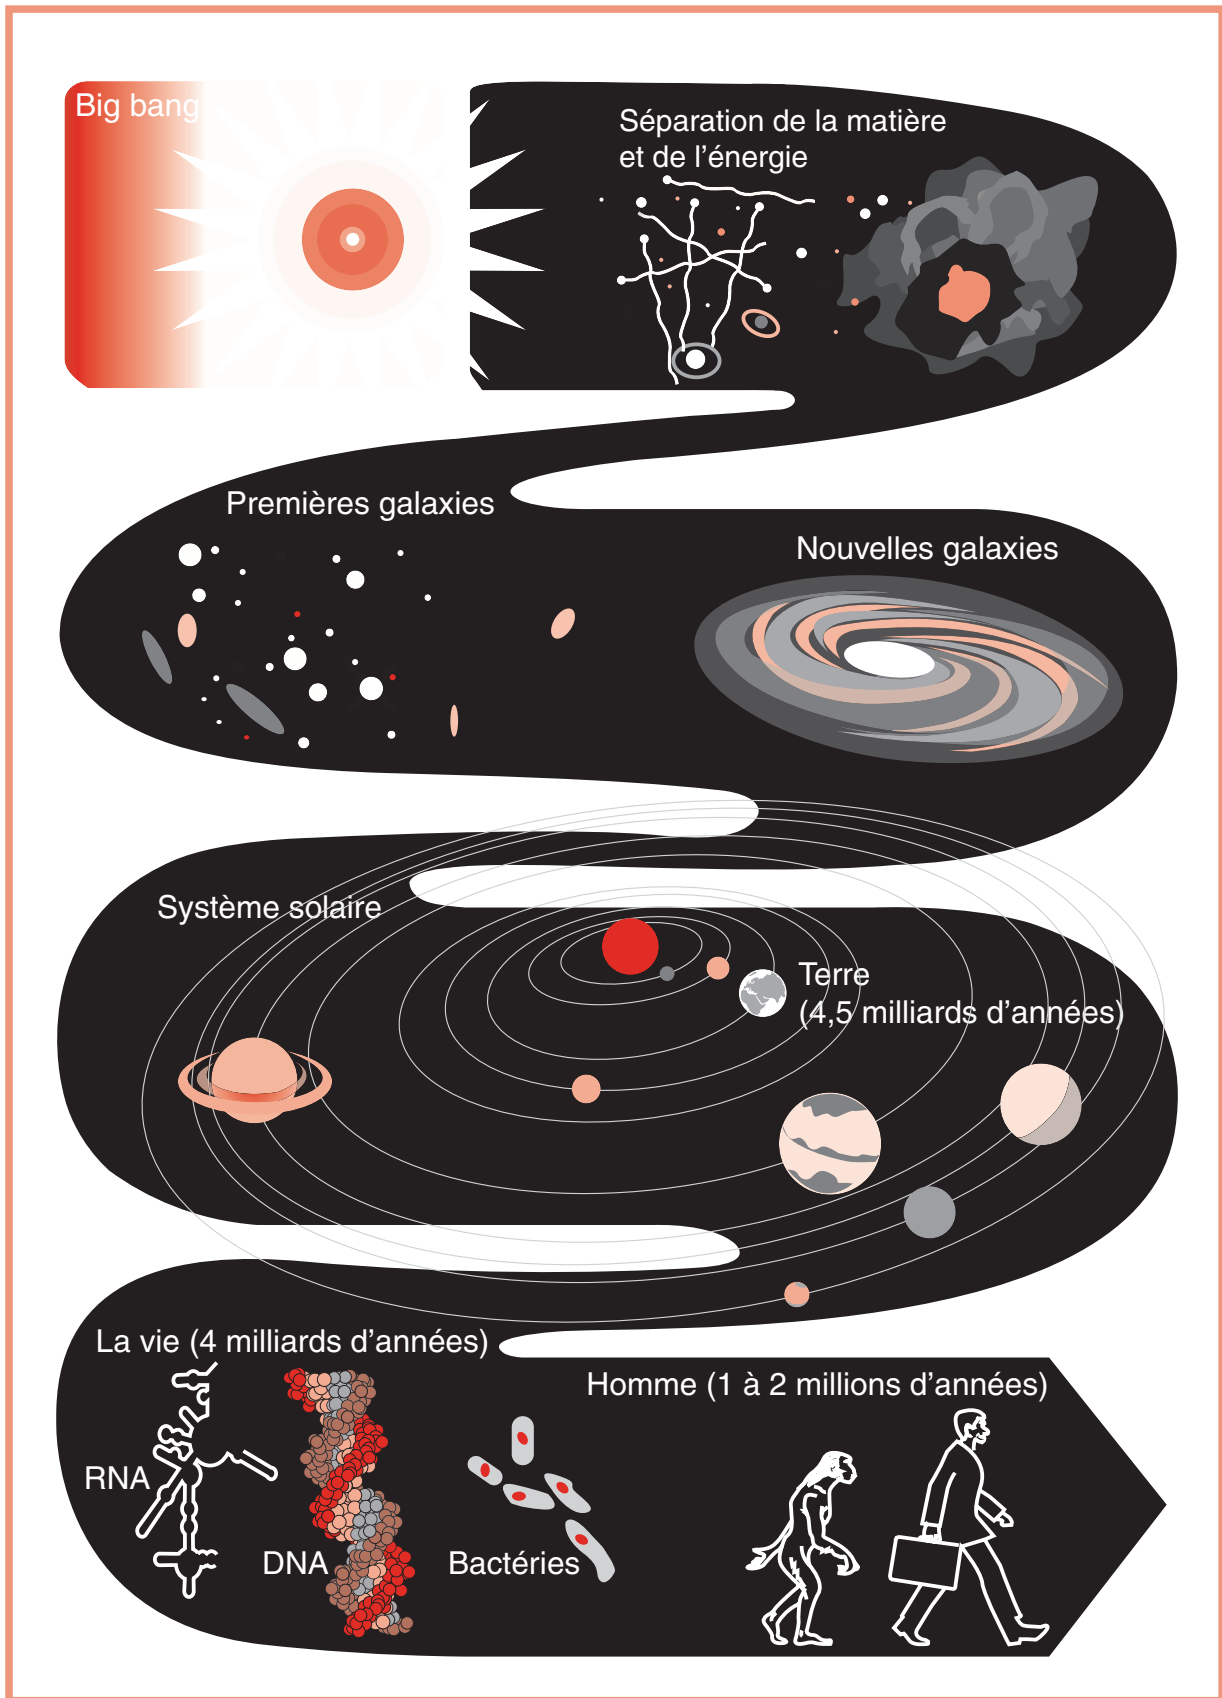 Big bang
Séparation de la matière
et de l'énergie
Premières galaxies
Nouvelles galaxies
Système solaire
Terre
(4,5 milliards d'années)
La vie (4 milliards d'années)
Homme (1 à 2 millions d'années)
RNA
DNA
Bactéries